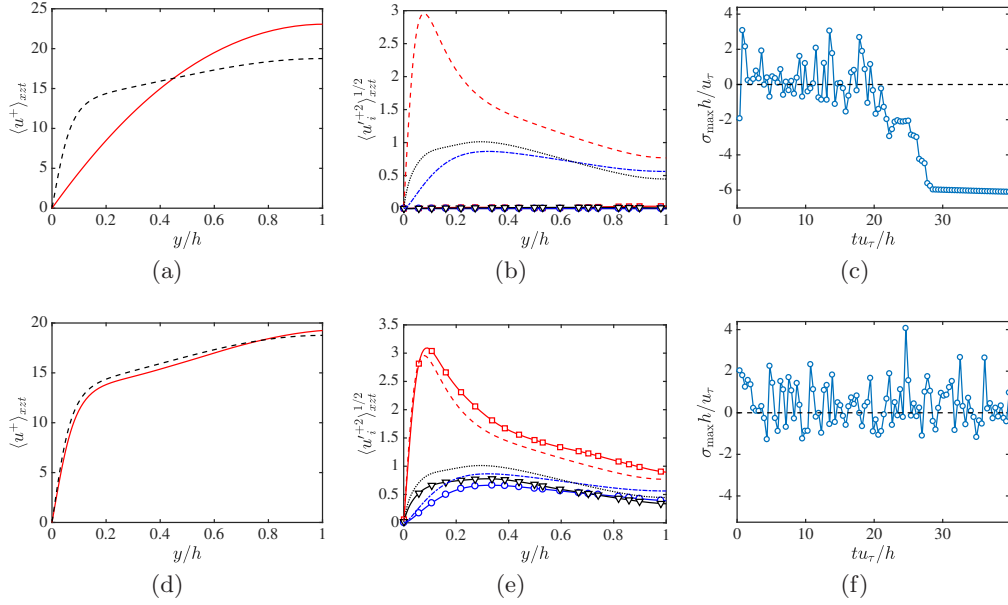 25
20
15
10
5
0
⟨u⁺⟩ₓzₜ
0 0.2 0.4 0.6 0.8 1
y/h
(a)
3
2.5
2
1.5
1
0.5
0
⟨u′ᵢ⁺²⟩ₓzₜ^{1/2}
0 0.2 0.4 0.6 0.8 1
y/h
(b)
4
2
0
-2
-4
-6
σ_max h/u_τ
0 10 20 30
tu_τ/h
(c)
20
15
10
5
0
⟨u⁺⟩ₓzₜ
0 0.2 0.4 0.6 0.8 1
y/h
(d)
3.5
3
2.5
2
1.5
1
0.5
0
⟨u′ᵢ⁺²⟩ₓzₜ^{1/2}
0 0.2 0.4 0.6 0.8 1
y/h
(e)
4
2
0
-2
-4
σ_max h/u_τ
0 10 20 30
tu_τ/h
(f)